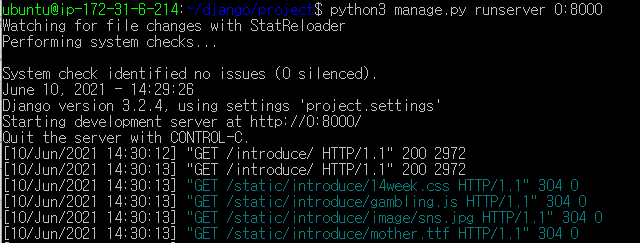 ubuntu@ip-172-31-6-214:~/django/project$ python3 manage.py runserver 0:8000
Watching for file changes with StatReloader
Performing system checks...
System check identified no issues (0 silenced).
June 10, 2021 - 14:29:26
Django version 3.2.4, using settings 'project.settings'
Starting development server at http://0:8000/
Quit the server with CONTROL-C.
[10/Jun/2021 14:30:12] "GET /introduce/ HTTP/1.1" 200 2972
[10/Jun/2021 14:30:13] "GET /introduce/ HTTP/1.1" 200 2972
[10/Jun/2021 14:30:13] "GET /static/introduce/14week.css HTTP/1.1" 304 0
[10/Jun/2021 14:30:13] "GET /static/introduce/gambling.js HTTP/1.1" 304 0
[10/Jun/2021 14:30:13] "GET /static/introduce/image/sns.jpg HTTP/1.1" 304 0
[10/Jun/2021 14:30:13] "GET /static/introduce/mother.ttf HTTP/1.1" 304 0